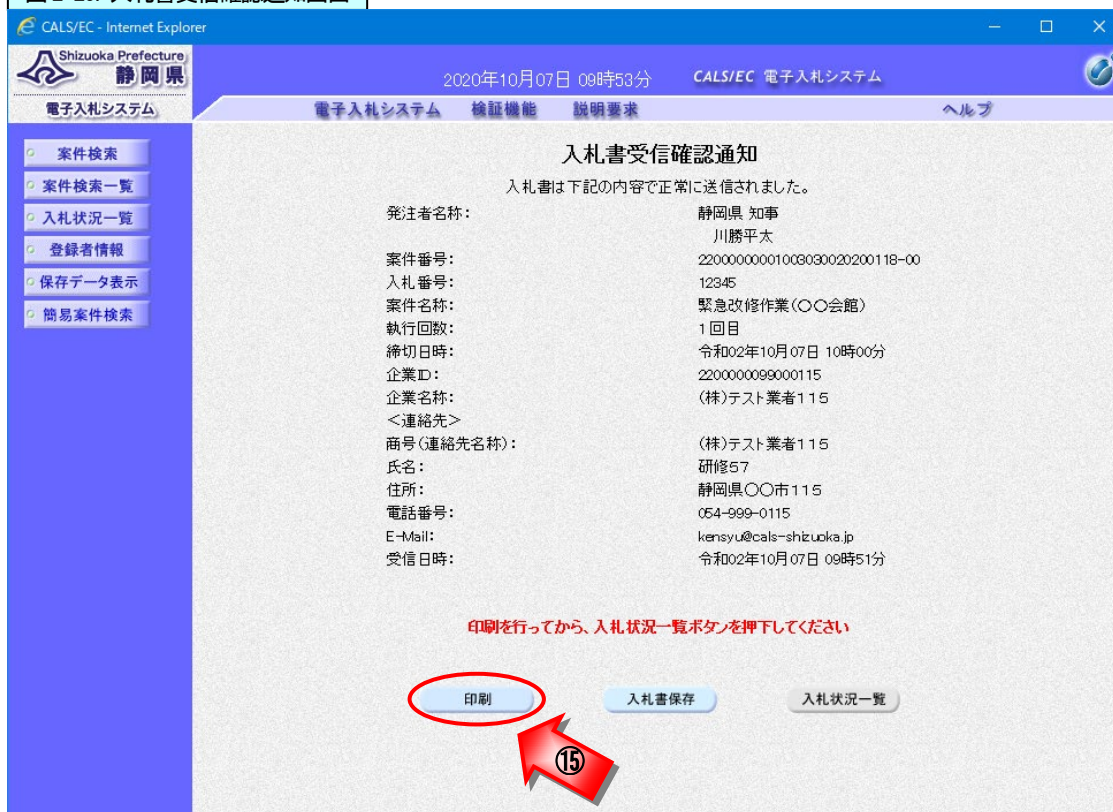 CALS/EC - Internet Explorer
Shizuoka Prefecture
静岡県
2020年10月07日 09時53分 CALS/EC 電子入札システム
電子入札システム
電子入札システム 検証機能 説明要求 ヘルプ
案件検索
案件検索一覧
入札状況一覧
登録者情報
保存データ表示
簡易案件検索
入札書受信確認通知
入札書は下記の内容で正常に送信されました。
発注者名称： 静岡県 知事
川勝平太
案件番号： 22000000001003030020200118-00
入札番号： 12345
案件名称： 緊急改修作業(〇〇会館)
執行回数： 1回目
締切日時： 令和02年10月07日 10時00分
企業ID： 2200000099000115
企業名称： (株)テスト業者115
＜連絡先＞
商号(連絡先名称)： (株)テスト業者115
氏名： 研修57
住所： 静岡県〇〇市115
電話番号： 054-999-0115
E-Mail： kensyu@cals-shizuoka.jp
受信日時： 令和02年10月07日 09時51分
印刷を行ってから、入札状況一覧ボタンを押下してください
印刷 入札書保存 入札状況一覧
⑮